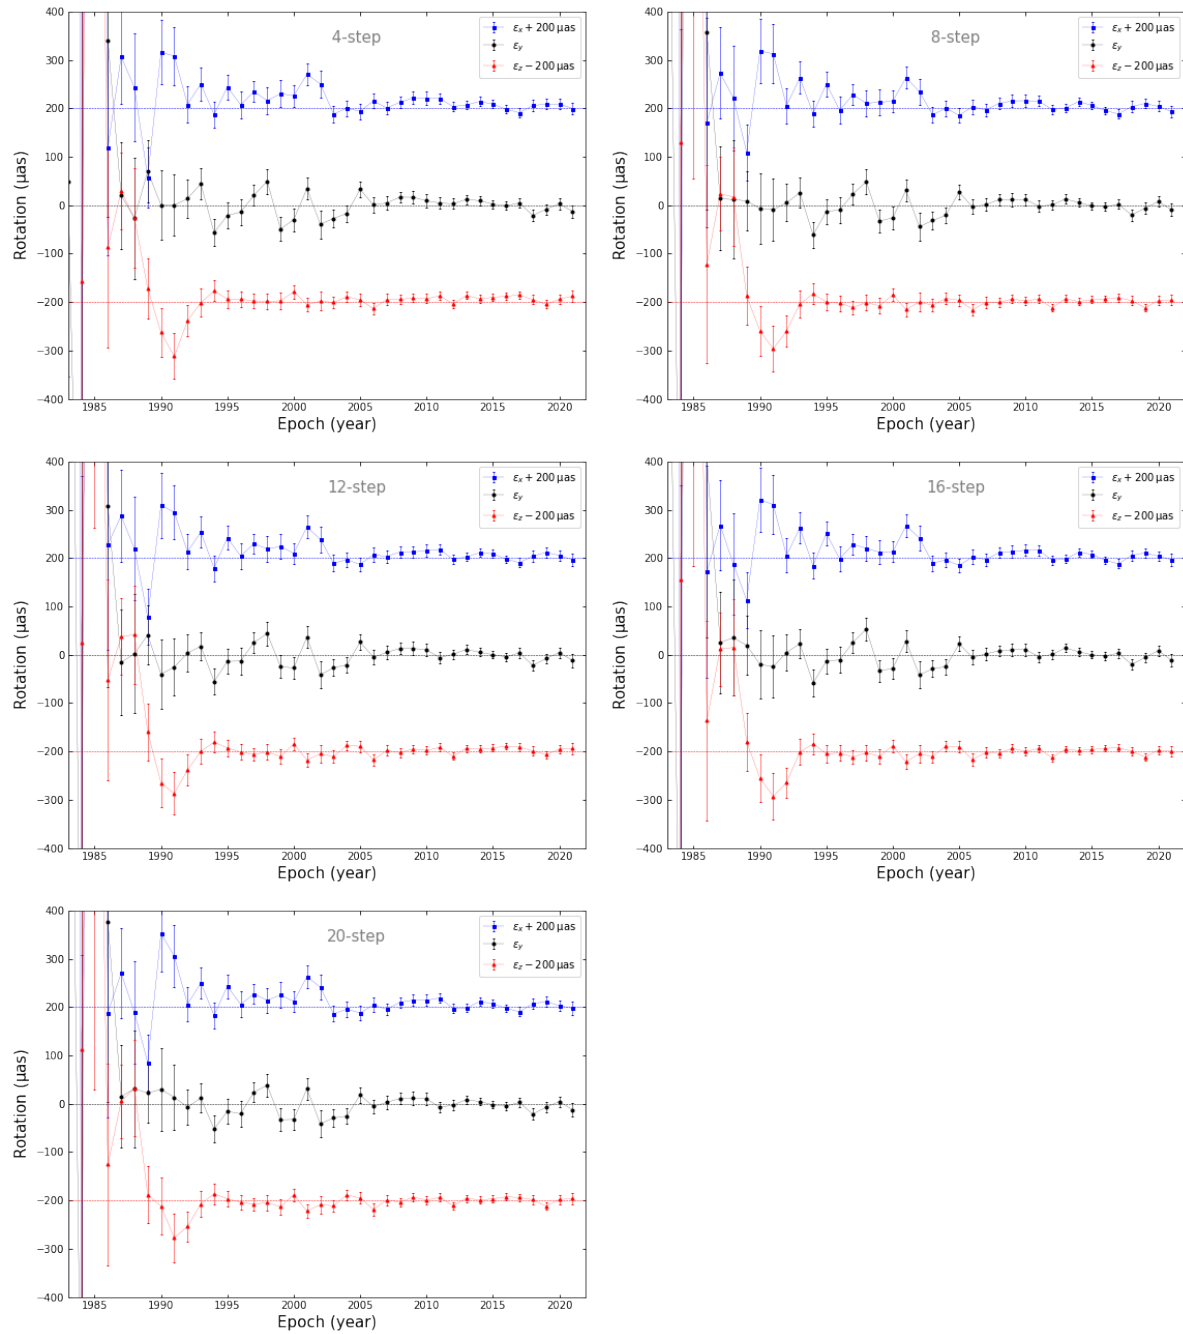 4-step
εx + 200 μas
εy
εz − 200 μas
400
300
200
100
0
−100
−200
−300
−400
Rotation (μas)
1985 1990 1995 2000 2005 2010 2015 2020
Epoch (year)
8-step
εx + 200 μas
εy
εz − 200 μas
400
300
200
100
0
−100
−200
−300
−400
Rotation (μas)
1985 1990 1995 2000 2005 2010 2015 2020
Epoch (year)
12-step
εx + 200 μas
εy
εz − 200 μas
400
300
200
100
0
−100
−200
−300
−400
Rotation (μas)
1985 1990 1995 2000 2005 2010 2015 2020
Epoch (year)
16-step
εx + 200 μas
εy
εz − 200 μas
400
300
200
100
0
−100
−200
−300
−400
Rotation (μas)
1985 1990 1995 2000 2005 2010 2015 2020
Epoch (year)
20-step
εx + 200 μas
εy
εz − 200 μas
400
300
200
100
0
−100
−200
−300
−400
Rotation (μas)
1985 1990 1995 2000 2005 2010 2015 2020
Epoch (year)